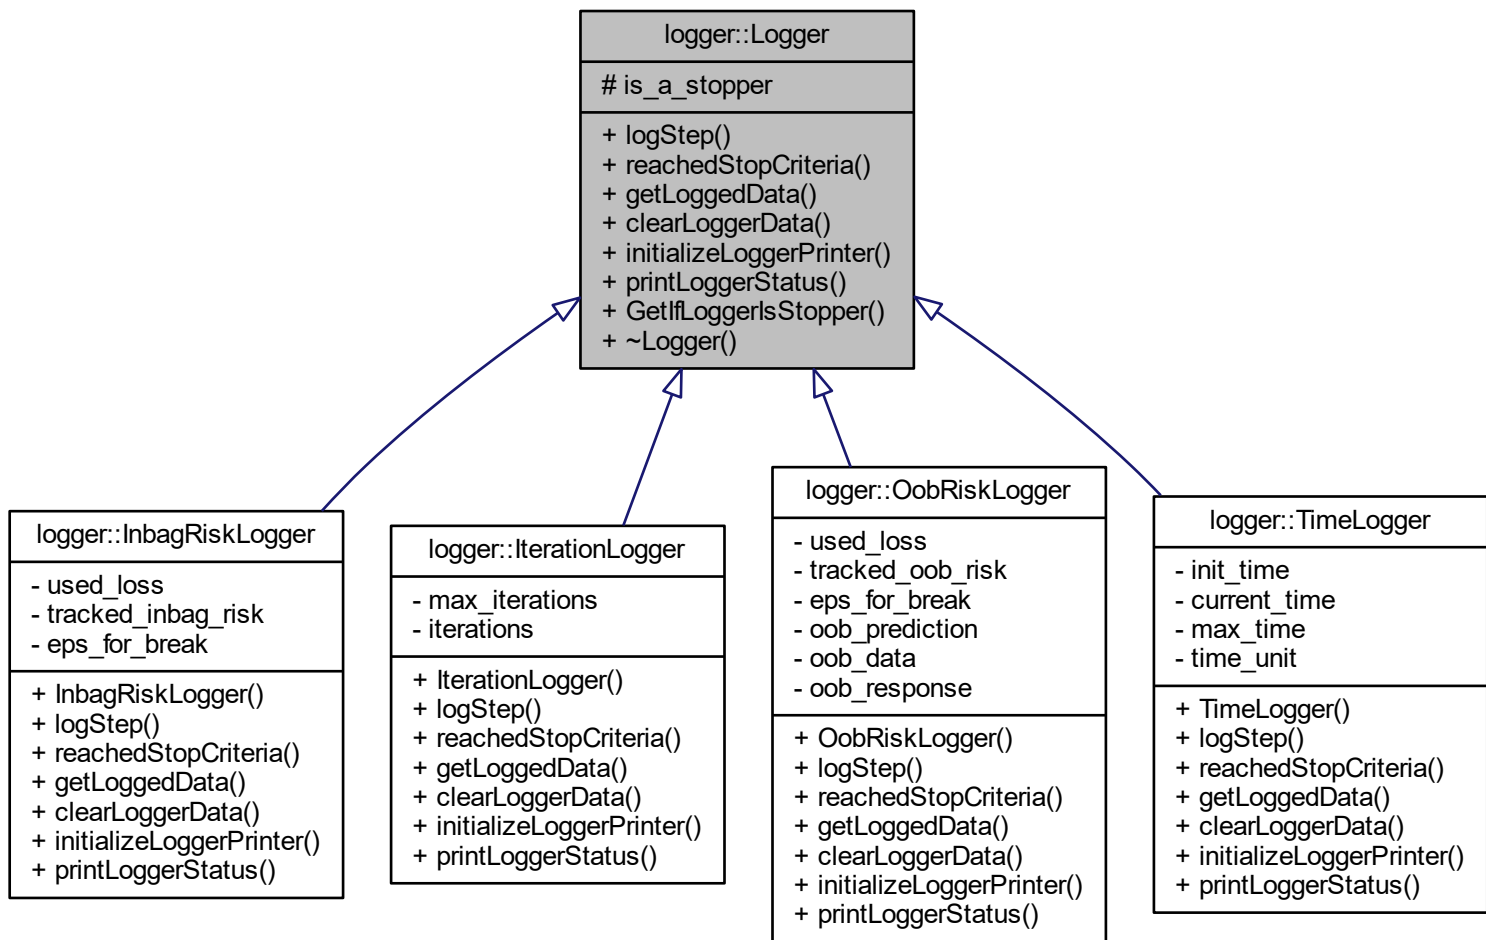 logger::Logger
# is_a_stopper
+ logStep()
+ reachedStopCriteria()
+ getLoggedData()
+ clearLoggerData()
+ initializeLoggerPrinter()
+ printLoggerStatus()
+ GetIfLoggerIsStopper()
+ ~Logger()
logger::InbagRiskLogger
- used_loss
- tracked_inbag_risk
- eps_for_break
+ InbagRiskLogger()
+ logStep()
+ reachedStopCriteria()
+ getLoggedData()
+ clearLoggerData()
+ initializeLoggerPrinter()
+ printLoggerStatus()
logger::IterationLogger
- max_iterations
- iterations
+ IterationLogger()
+ logStep()
+ reachedStopCriteria()
+ getLoggedData()
+ clearLoggerData()
+ initializeLoggerPrinter()
+ printLoggerStatus()
logger::OobRiskLogger
- used_loss
- tracked_oob_risk
- eps_for_break
- oob_prediction
- oob_data
- oob_response
+ OobRiskLogger()
+ logStep()
+ reachedStopCriteria()
+ getLoggedData()
+ clearLoggerData()
+ initializeLoggerPrinter()
+ printLoggerStatus()
logger::TimeLogger
- init_time
- current_time
- max_time
- time_unit
+ TimeLogger()
+ logStep()
+ reachedStopCriteria()
+ getLoggedData()
+ clearLoggerData()
+ initializeLoggerPrinter()
+ printLoggerStatus()